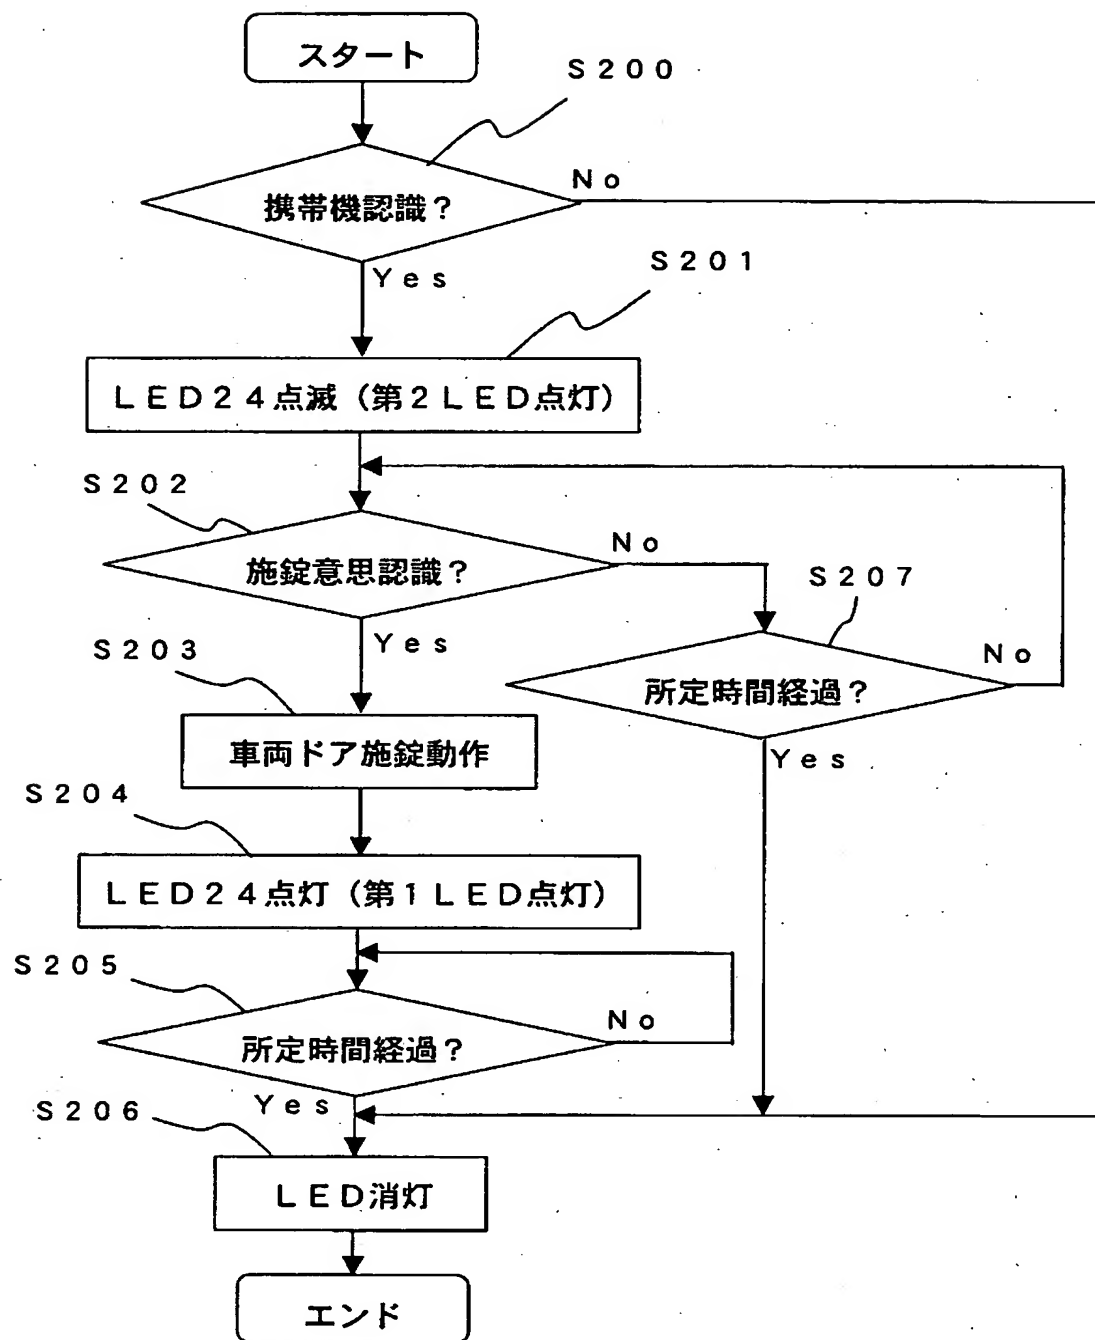 スタート
S200
携帯機認識?
No
Yes
S201
LED24点滅(第2LED点灯)
S202
施錠意思認識?
No
Yes
S207
所定時間経過?
No
Yes
S203
車両ドア施錠動作
S204
LED24点灯(第1LED点灯)
S205
所定時間経過?
No
Yes
S206
LED消灯
エンド